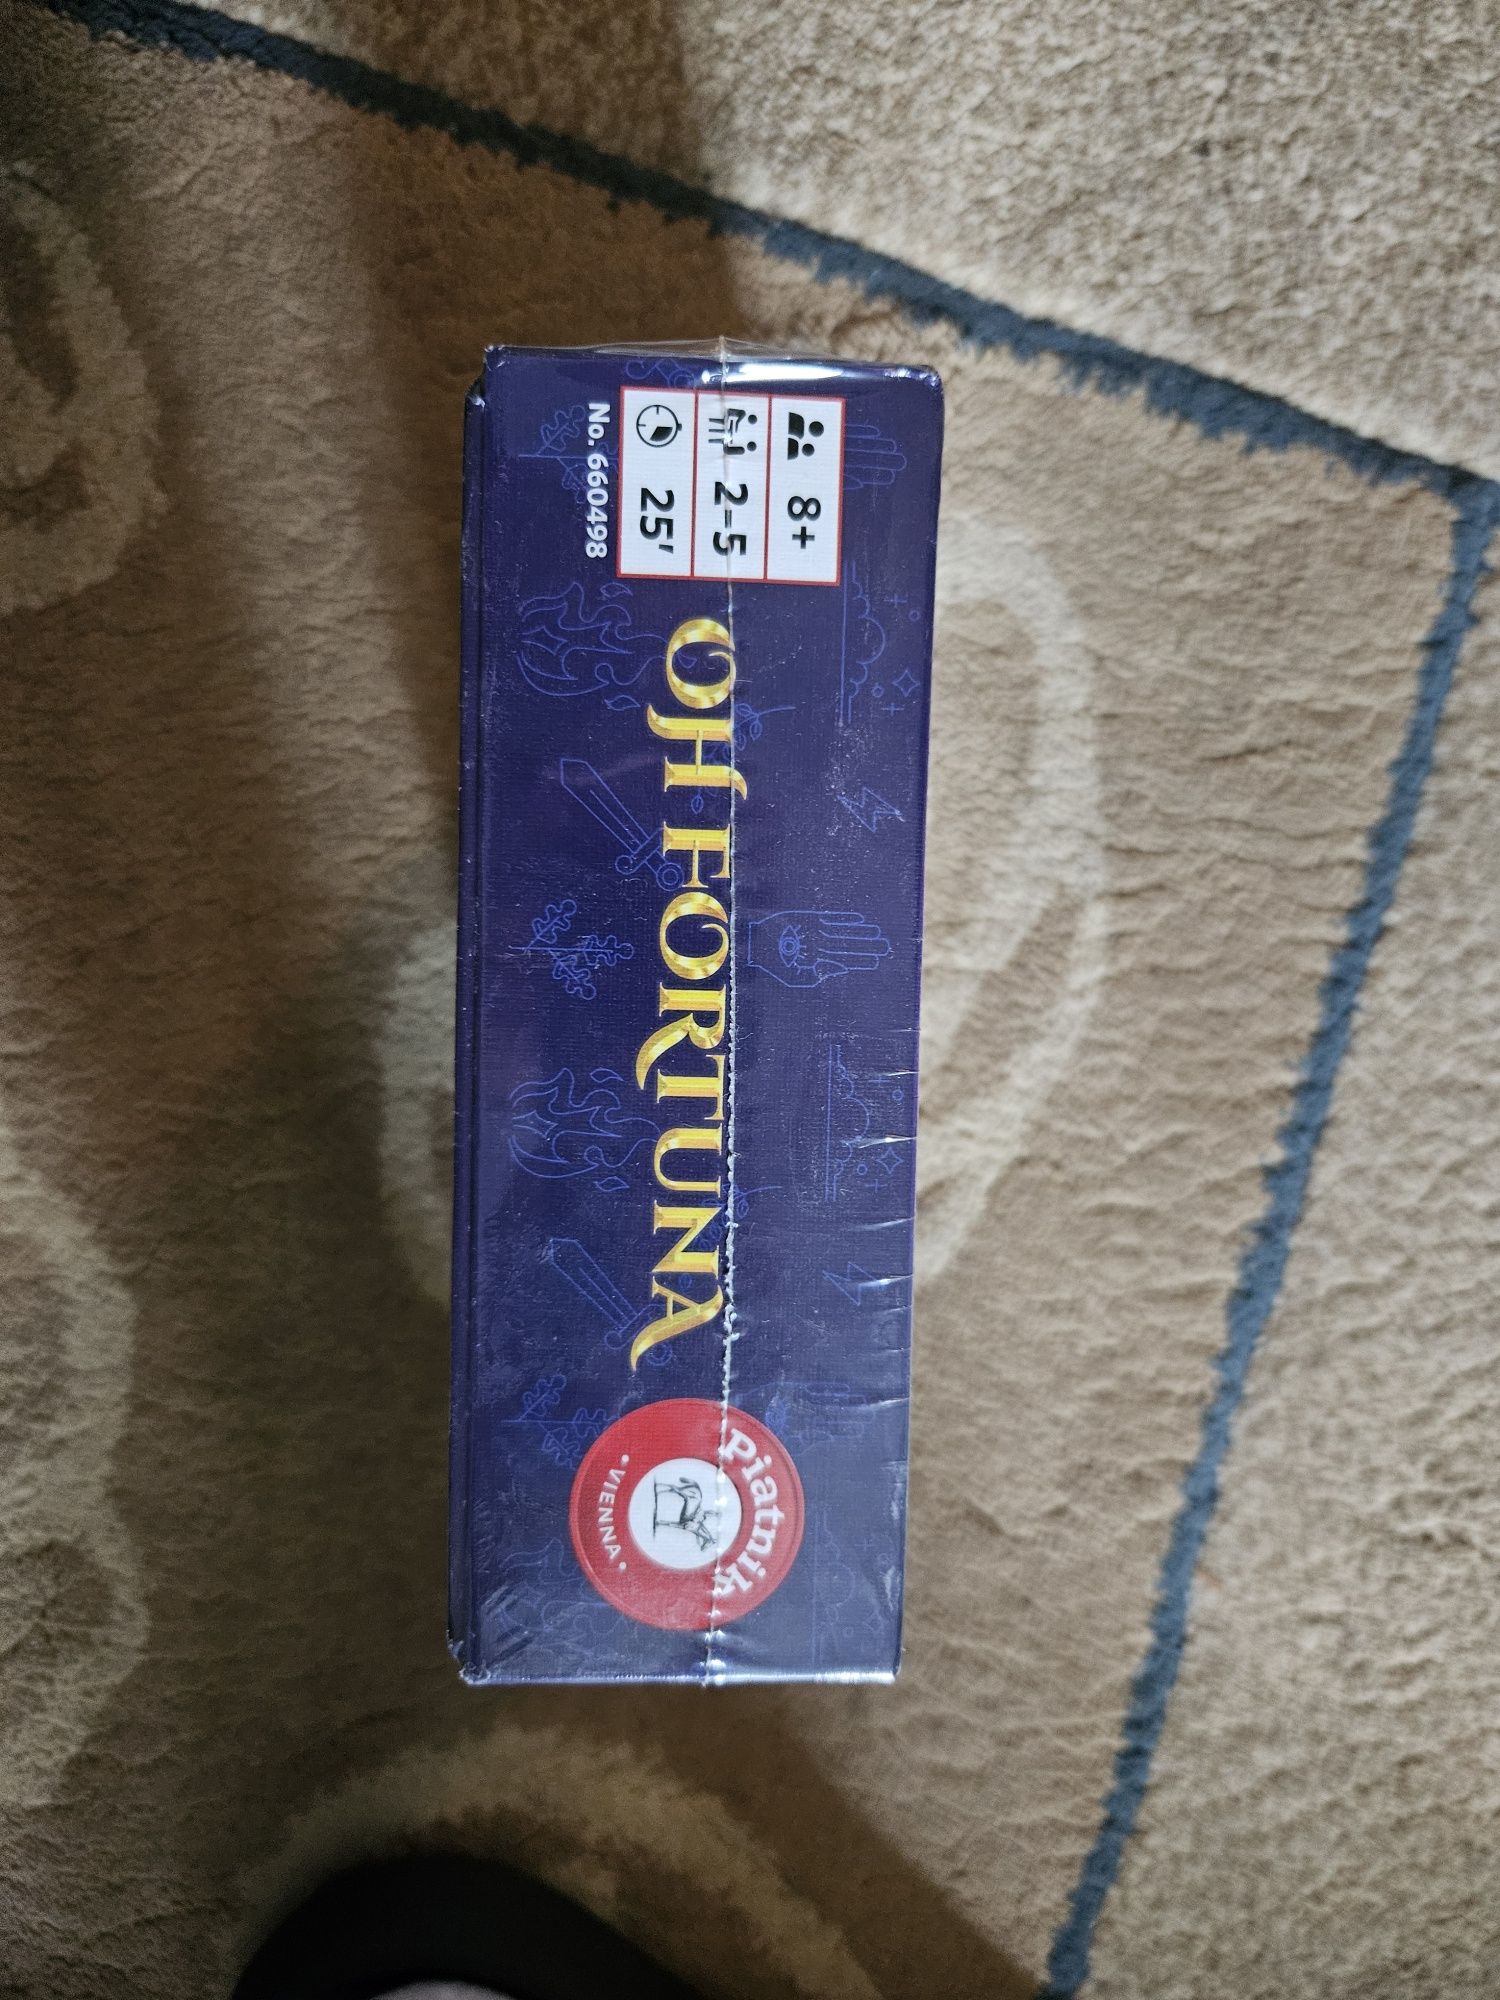 8+
2-5
25'
No. 660498
OH FORTUNA
Piatnik
• VIENNA •